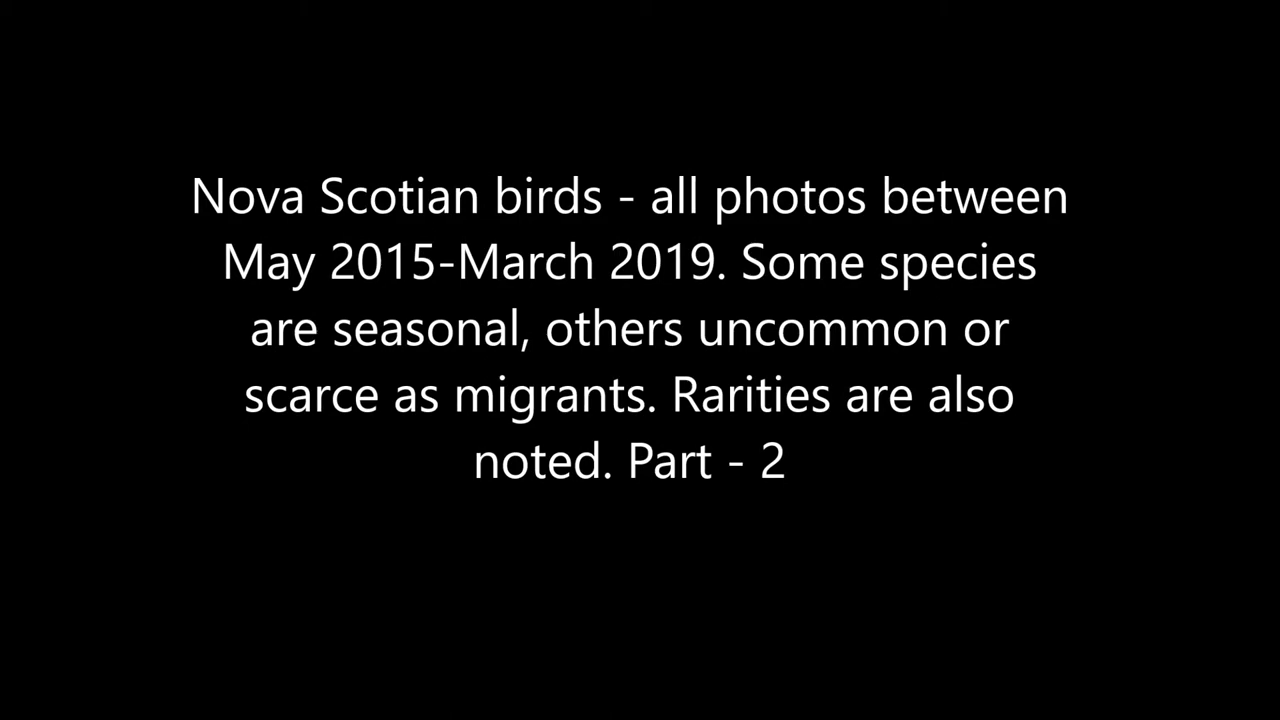 Nova Scotian birds - all photos between
May 2015-March 2019. Some species
are seasonal, others uncommon or
scarce as migrants. Rarities are also
noted. Part - 2